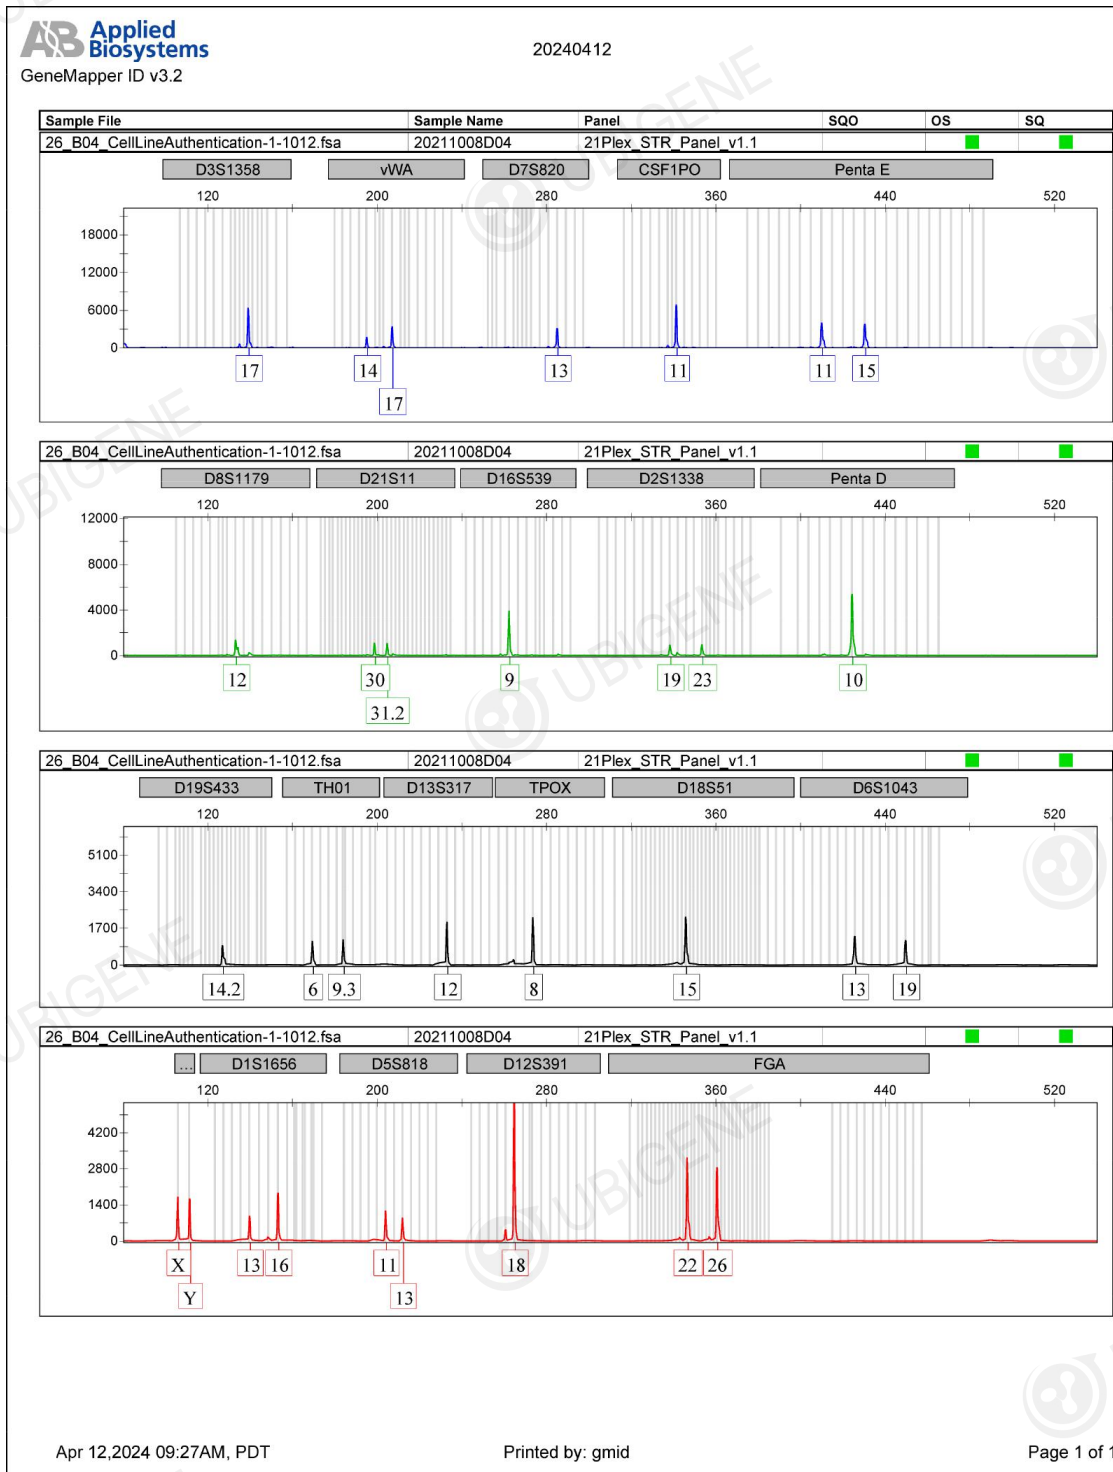 AB Applied
Biosystems
20240412
GeneMapper ID v3.2
Sample File Sample Name Panel SQO OS SQ
26_B04_CellLineAuthentication-1-1012.fsa 20211008D04 21Plex_STR_Panel_v1.1
D3S1358 vWA D7S820 CSF1PO Penta E
120 200 280 360 440 520
18000
12000
6000
0
17 14 13 11 11 15
17
26_B04_CellLineAuthentication-1-1012.fsa 20211008D04 21Plex_STR_Panel_v1.1
D8S1179 D21S11 D16S539 D2S1338 Penta D
120 200 280 360 440 520
12000
8000
4000
0
12 30 9 19 23 10
31.2
26_B04_CellLineAuthentication-1-1012.fsa 20211008D04 21Plex_STR_Panel_v1.1
D19S433 TH01 D13S317 TPOX D18S51 D6S1043
120 200 280 360 440 520
5100
3400
1700
0
14.2 6 9.3 12 8 15 13 19
26_B04_CellLineAuthentication-1-1012.fsa 20211008D04 21Plex_STR_Panel_v1.1
... D1S1656 D5S818 D12S391 FGA
120 200 280 360 440 520
4200
2800
1400
0
X 13 16 11 18 22 26
Y 13
Apr 12,2024 09:27AM, PDT Printed by: gmid Page 1 of 1
UBIGENE
UBIGENE
UBIGENE
UBIGENE
UBIGENE
UBIGENE